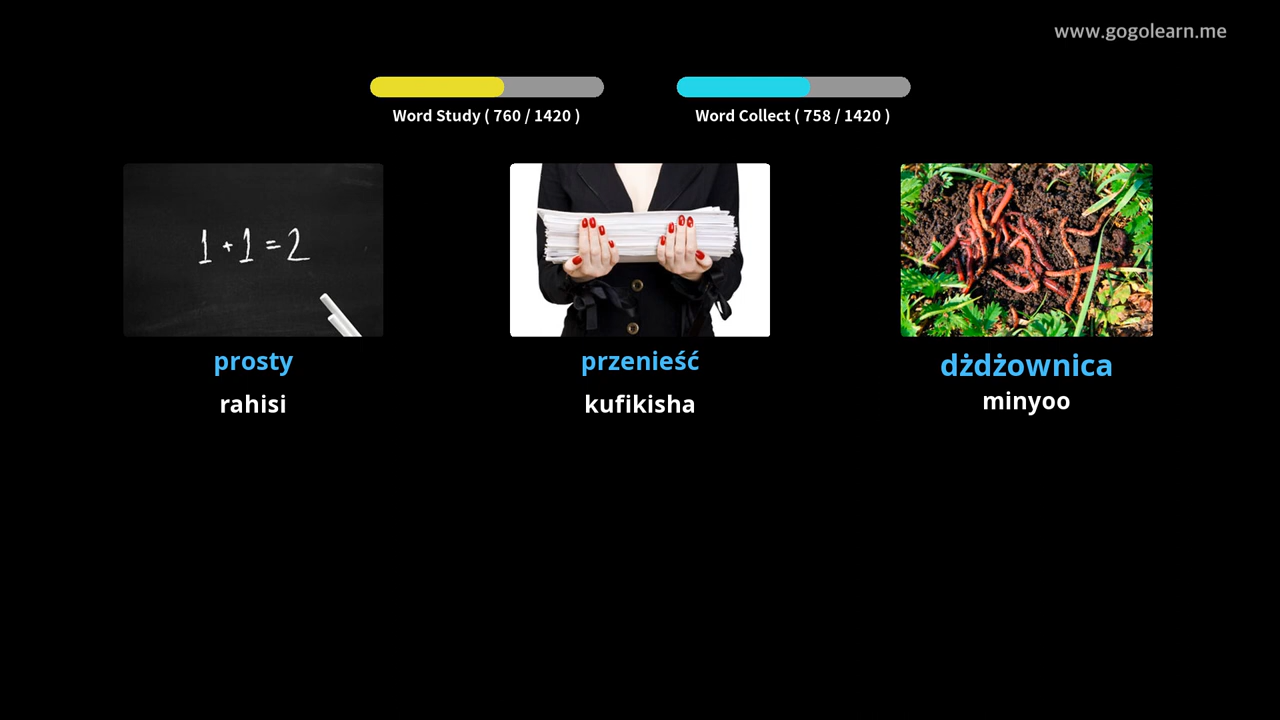 www.gogolearn.me
Word Study ( 760 / 1420 )
Word Collect ( 758 / 1420 )
1 + 1 = 2
prosty
przenieść
dżdżownica
rahisi
kufikisha
minyoo